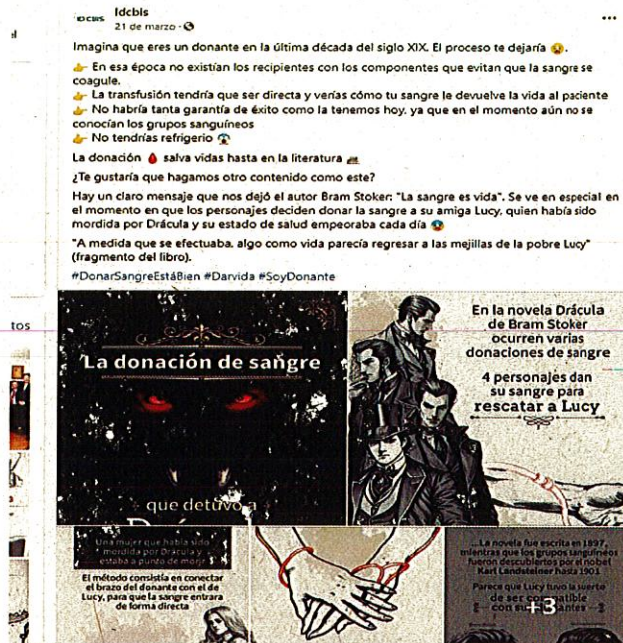 IDCBIS
Idcbis
21 de marzo ·
...
Imagina que eres un donante en la última década del siglo XIX. El proceso te dejaría 😨.
👉 En esa época no existían los recipientes con los componentes que evitan que la sangre se
coagule.
👉 La transfusión tendría que ser directa y verías cómo tu sangre le devuelve la vida al paciente
👉 No habría tanta garantía de éxito como la tenemos hoy, ya que en el momento aún no se
conocían los grupos sanguíneos
👉 No tendrías refrigerio 😱
La donación 🩸 salva vidas hasta en la literatura 📚
¿Te gustaría que hagamos otro contenido como este?
Hay un claro mensaje que nos dejó el autor Bram Stoker: "La sangre es vida". Se ve en especial en
el momento en que los personajes deciden donar la sangre a su amiga Lucy, quien había sido
mordida por Drácula y su estado de salud empeoraba cada día 😰
"A medida que se efectuaba, algo como vida parecía regresar a las mejillas de la pobre Lucy"
(fragmento del libro).
#DonarSangreEstáBien #Darvida #SoyDonante
tos
La donación de sangre
que detuvo a
En la novela Drácula
de Bram Stoker
ocurren varias
donaciones de sangre
4 personajes dan
su sangre para
rescatar a Lucy
Una mujer que había sido
mordida por Drácula y
estaba a punto de morir
El método consistía en conectar
el brazo del donante con el de
Lucy, para que la sangre entrara
de forma directa
...La novela fue escrita en 1897,
mientras que los grupos sanguíneos
fueron descubiertos por el nobel
Karl Landsteiner hasta 1901
Parece que Lucy tuvo la suerte
de ser compatible
con sus donantes
+3